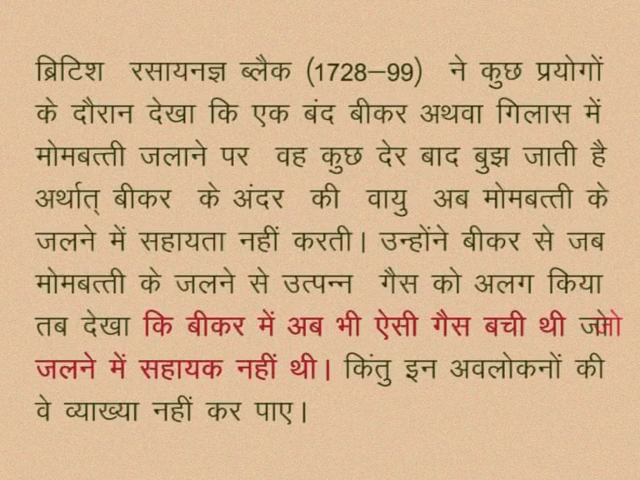 ब्रिटिश रसायनज्ञ ब्लैक (1728–99) ने कुछ प्रयोगों
के दौरान देखा कि एक बंद बीकर अथवा गिलास में
मोमबत्ती जलाने पर वह कुछ देर बाद बुझ जाती है
अर्थात् बीकर के अंदर की वायु अब मोमबत्ती के
जलने में सहायता नहीं करती। उन्होंने बीकर से जब
मोमबत्ती के जलने से उत्पन्न गैस को अलग किया
तब देखा कि बीकर में अब भी ऐसी गैस बची थी जो
जलने में सहायक नहीं थी। किंतु इन अवलोकनों की
वे व्याख्या नहीं कर पाए।